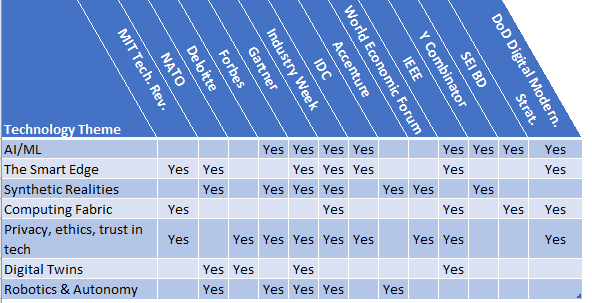 MIT Tech. Rev.
NATO
Deloitte
Forbes
Gartner
Industry Week
IDC
Accenture
World Economic Forum
IEEE
Y Combinator
SEI BD
DoD Digital Modern.
Strat.
Technology Theme
AI/ML Yes Yes Yes Yes Yes Yes Yes Yes
The Smart Edge Yes Yes Yes Yes Yes Yes Yes
Synthetic Realities Yes Yes Yes Yes Yes Yes Yes
Computing Fabric Yes Yes Yes Yes Yes
Privacy, ethics, trust in
tech Yes Yes Yes Yes Yes Yes Yes Yes Yes
Digital Twins Yes Yes Yes Yes
Robotics & Autonomy Yes Yes Yes Yes Yes Yes